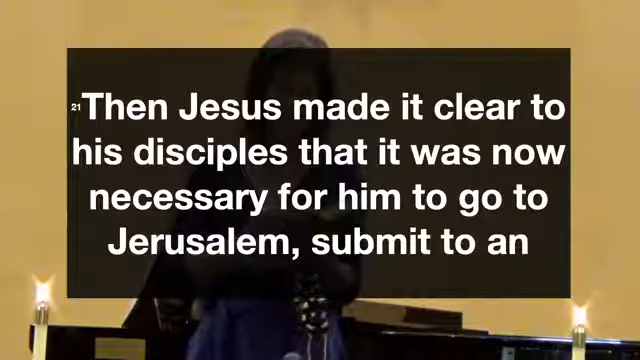 21Then Jesus made it clear to
his disciples that it was now
necessary for him to go to
Jerusalem, submit to an